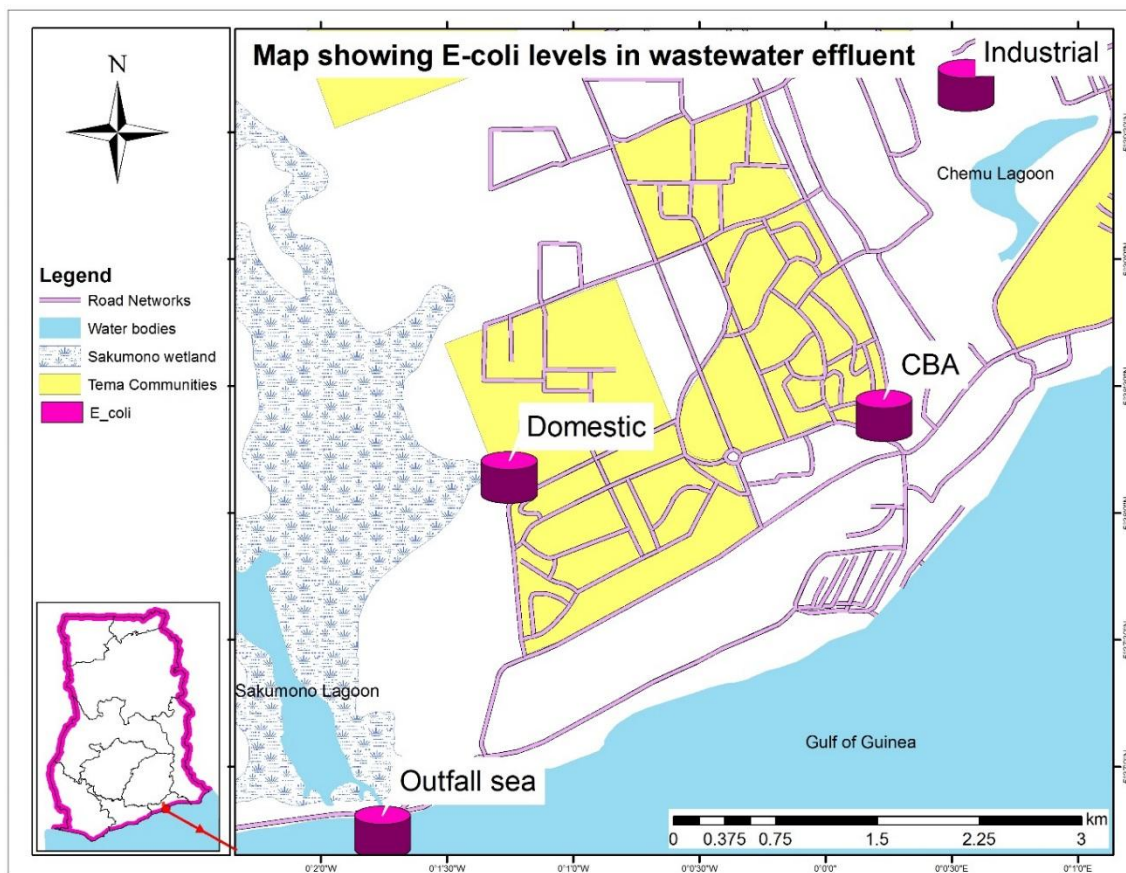 Map showing E-coli levels in wastewater effluent
Industrial
N
Chemu Lagoon
Legend
Road Networks
Water bodies
Sakumono wetland
Tema Communities
E_coli
CBA
Domestic
Sakumono Lagoon
Gulf of Guinea
Outfall sea
km
0 0.375 0.75 1.5 2.25 3
0°2'0"W 0°1'30"W 0°1'0"W 0°0'30"W 0°0'0" 0°0'30"E 0°1'0"E